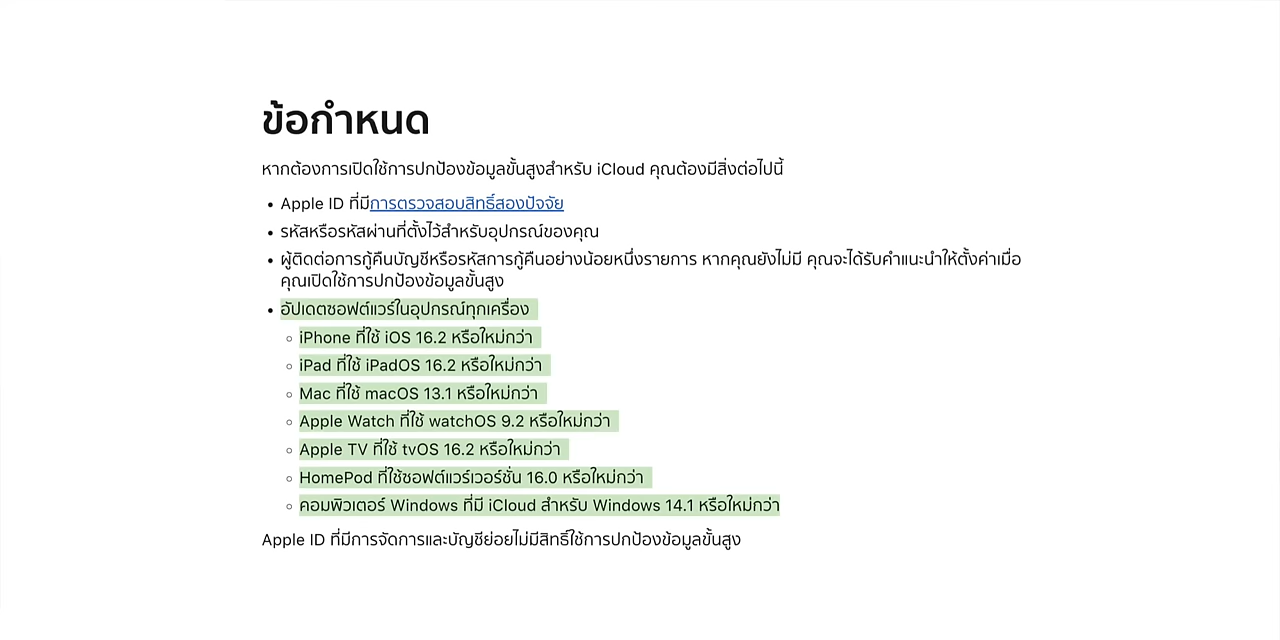 ข้อกำหนด
หากต้องการเปิดใช้การปกป้องข้อมูลขั้นสูงสำหรับ iCloud คุณต้องมีสิ่งต่อไปนี้
• Apple ID ที่มีการตรวจสอบสิทธิ์สองปัจจัย
• รหัสหรือรหัสผ่านที่ตั้งไว้สำหรับอุปกรณ์ของคุณ
• ผู้ติดต่อการกู้คืนบัญชีหรือรหัสการกู้คืนอย่างน้อยหนึ่งรายการ หากคุณยังไม่มี คุณจะได้รับคำแนะนำให้ตั้งค่าเมื่อ
คุณเปิดใช้การปกป้องข้อมูลขั้นสูง
• อัปเดตซอฟต์แวร์ในอุปกรณ์ทุกเครื่อง
◦ iPhone ที่ใช้ iOS 16.2 หรือใหม่กว่า
◦ iPad ที่ใช้ iPadOS 16.2 หรือใหม่กว่า
◦ Mac ที่ใช้ macOS 13.1 หรือใหม่กว่า
◦ Apple Watch ที่ใช้ watchOS 9.2 หรือใหม่กว่า
◦ Apple TV ที่ใช้ tvOS 16.2 หรือใหม่กว่า
◦ HomePod ที่ใช้ซอฟต์แวร์เวอร์ชั่น 16.0 หรือใหม่กว่า
◦ คอมพิวเตอร์ Windows ที่มี iCloud สำหรับ Windows 14.1 หรือใหม่กว่า
Apple ID ที่มีการจัดการและบัญชีย่อยไม่มีสิทธิ์ใช้การปกป้องข้อมูลขั้นสูง